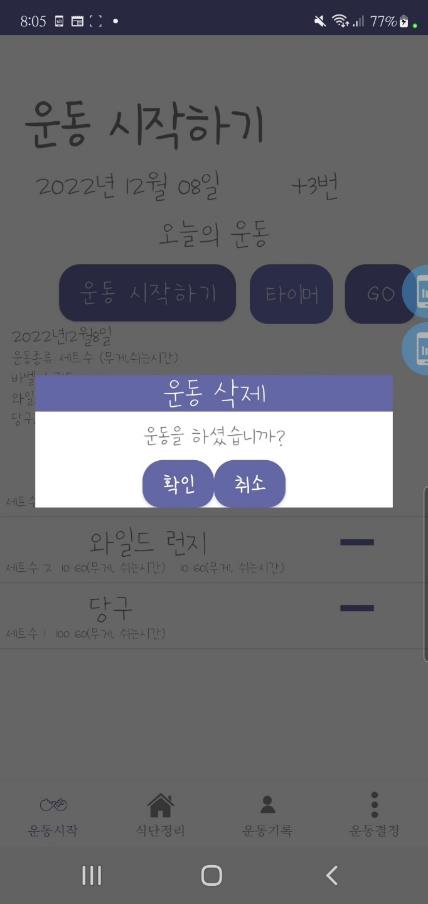 8:05
77%
운동 시작하기
2022년 12월 08일 +3번
오늘의 운동
운동 시작하기 타이머 GO
2022년12월8일
운동종류 세트수 (무게,쉬는시간)
바벨
와일
당구
운동 삭제
운동을 하셨습니까?
확인 취소
세트수
와일드 런지
세트수 2 10 60(무게, 쉬는시간) 10 60(무게, 쉬는시간)
당구
세트수 1 100 60(무게, 쉬는시간)
운동시작 식단정리 운동기록 운동결정